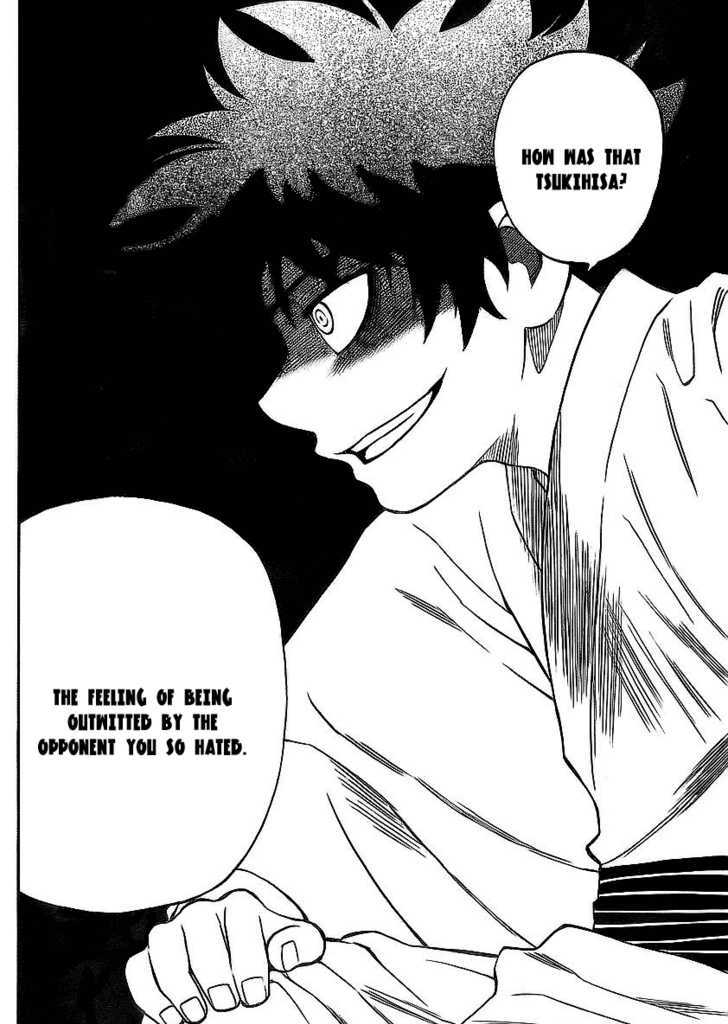 HOW WAS THAT
TSUKIHISA?
THE FEELING OF BEING
OUTWITTED BY THE
OPPONENT YOU SO HATED.